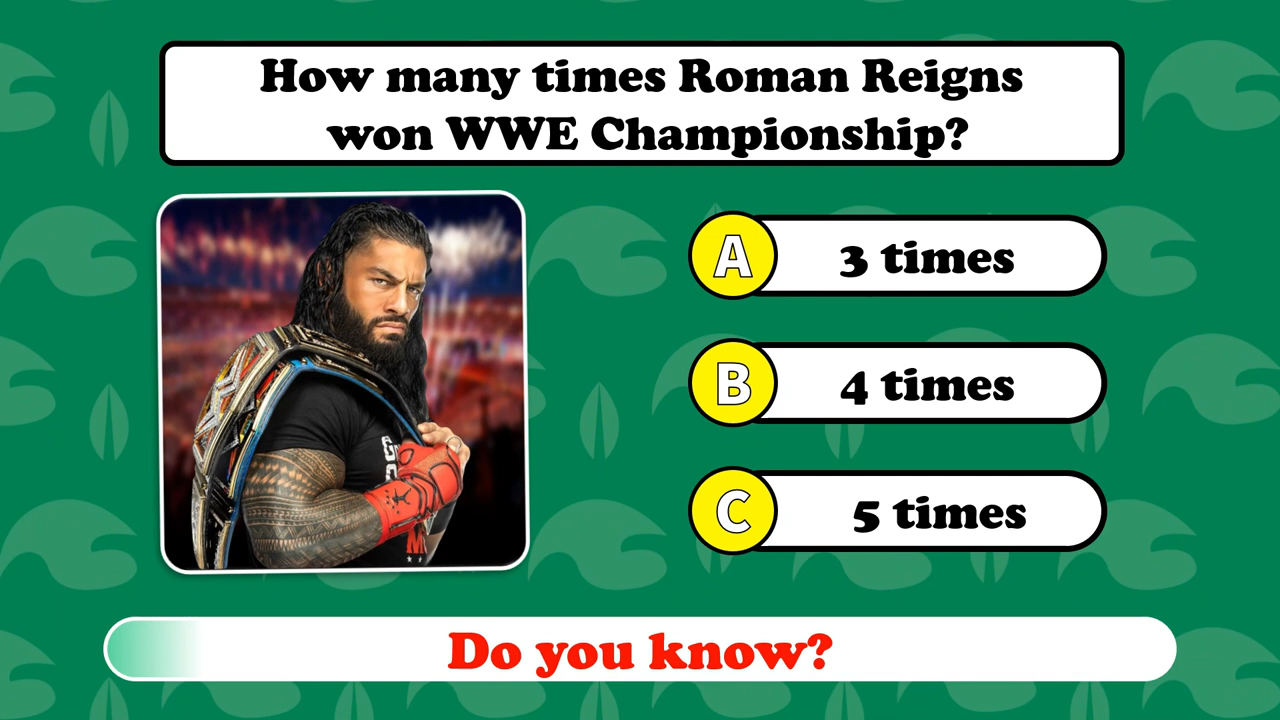 How many times Roman Reigns
won WWE Championship?
A
3 times
B
4 times
C
5 times
Do you know?